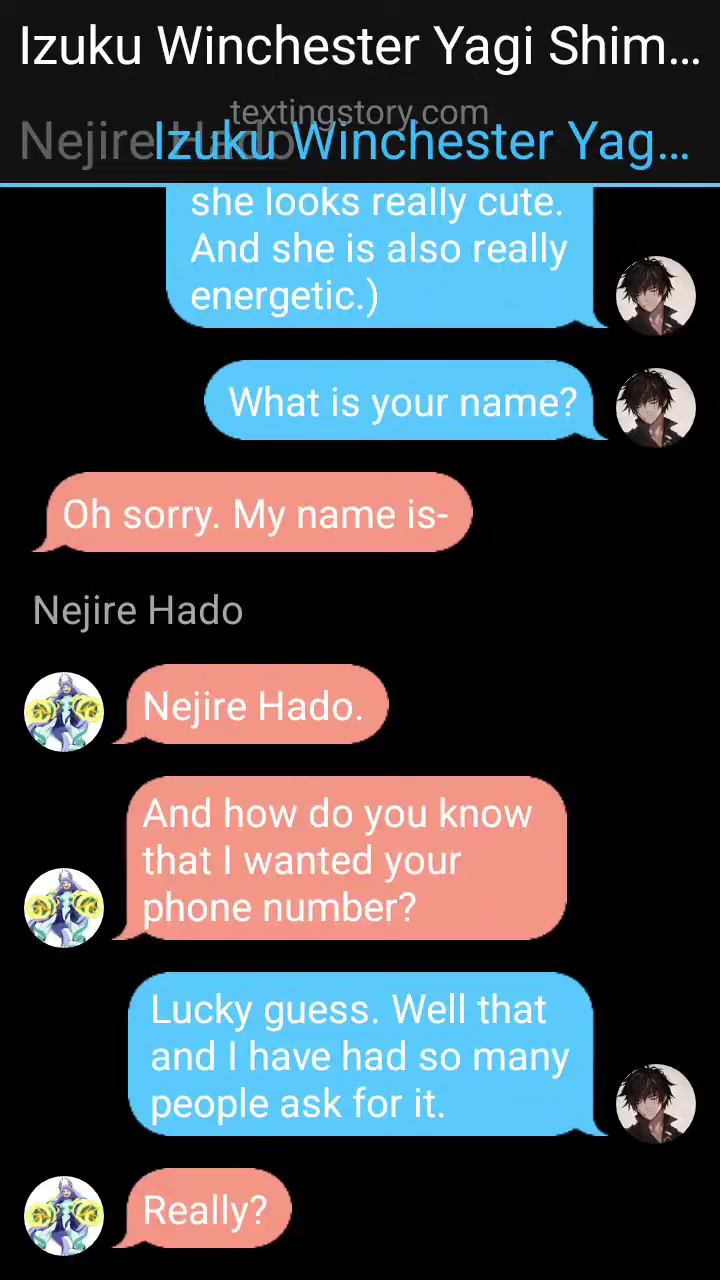 Izuku Winchester Yagi Shim...
textingstory.com
Nejire Hado
Izuku Winchester Yag...
she looks really cute.
And she is also really
energetic.)
What is your name?
Oh sorry. My name is-
Nejire Hado
Nejire Hado.
And how do you know
that I wanted your
phone number?
Lucky guess. Well that
and I have had so many
people ask for it.
Really?